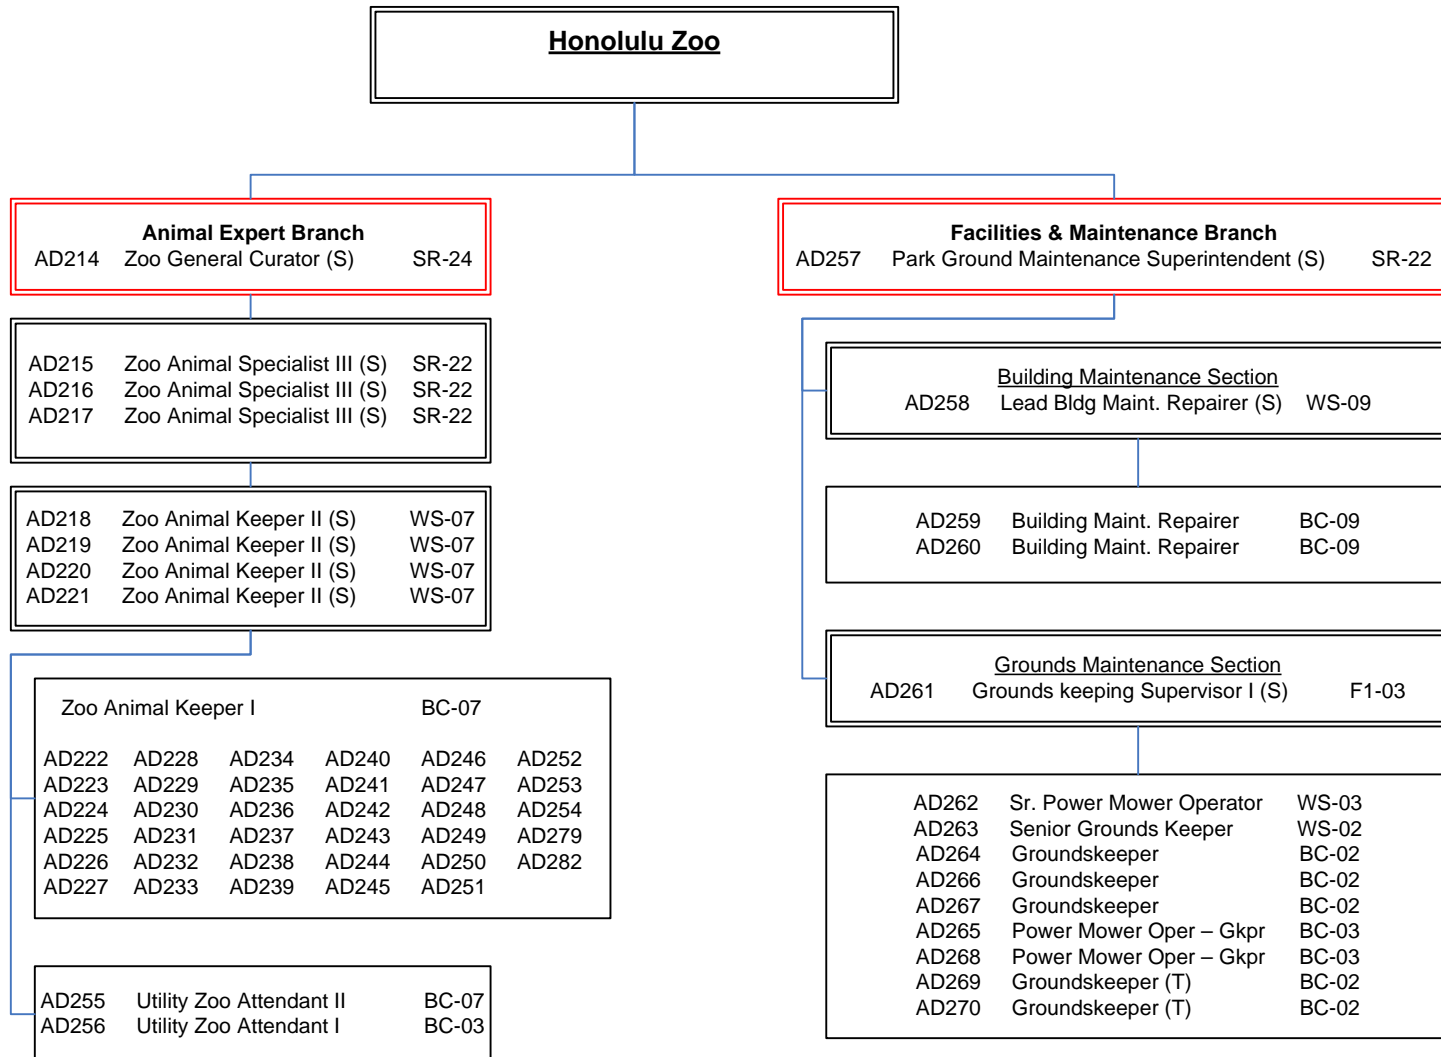 Honolulu Zoo
Animal Expert Branch
AD214 Zoo General Curator (S) SR-24
AD215 Zoo Animal Specialist III (S) SR-22
AD216 Zoo Animal Specialist III (S) SR-22
AD217 Zoo Animal Specialist III (S) SR-22
AD218 Zoo Animal Keeper II (S) WS-07
AD219 Zoo Animal Keeper II (S) WS-07
AD220 Zoo Animal Keeper II (S) WS-07
AD221 Zoo Animal Keeper II (S) WS-07
Zoo Animal Keeper I BC-07
AD222 AD228 AD234 AD240 AD246 AD252
AD223 AD229 AD235 AD241 AD247 AD253
AD224 AD230 AD236 AD242 AD248 AD254
AD225 AD231 AD237 AD243 AD249 AD279
AD226 AD232 AD238 AD244 AD250 AD282
AD227 AD233 AD239 AD245 AD251
AD255 Utility Zoo Attendant II BC-07
AD256 Utility Zoo Attendant I BC-03
Facilities & Maintenance Branch
AD257 Park Ground Maintenance Superintendent (S) SR-22
Building Maintenance Section
AD258 Lead Bldg Maint. Repairer (S) WS-09
AD259 Building Maint. Repairer BC-09
AD260 Building Maint. Repairer BC-09
Grounds Maintenance Section
AD261 Grounds keeping Supervisor I (S) F1-03
AD262 Sr. Power Mower Operator WS-03
AD263 Senior Grounds Keeper WS-02
AD264 Groundskeeper BC-02
AD266 Groundskeeper BC-02
AD267 Groundskeeper BC-02
AD265 Power Mower Oper – Gkpr BC-03
AD268 Power Mower Oper – Gkpr BC-03
AD269 Groundskeeper (T) BC-02
AD270 Groundskeeper (T) BC-02